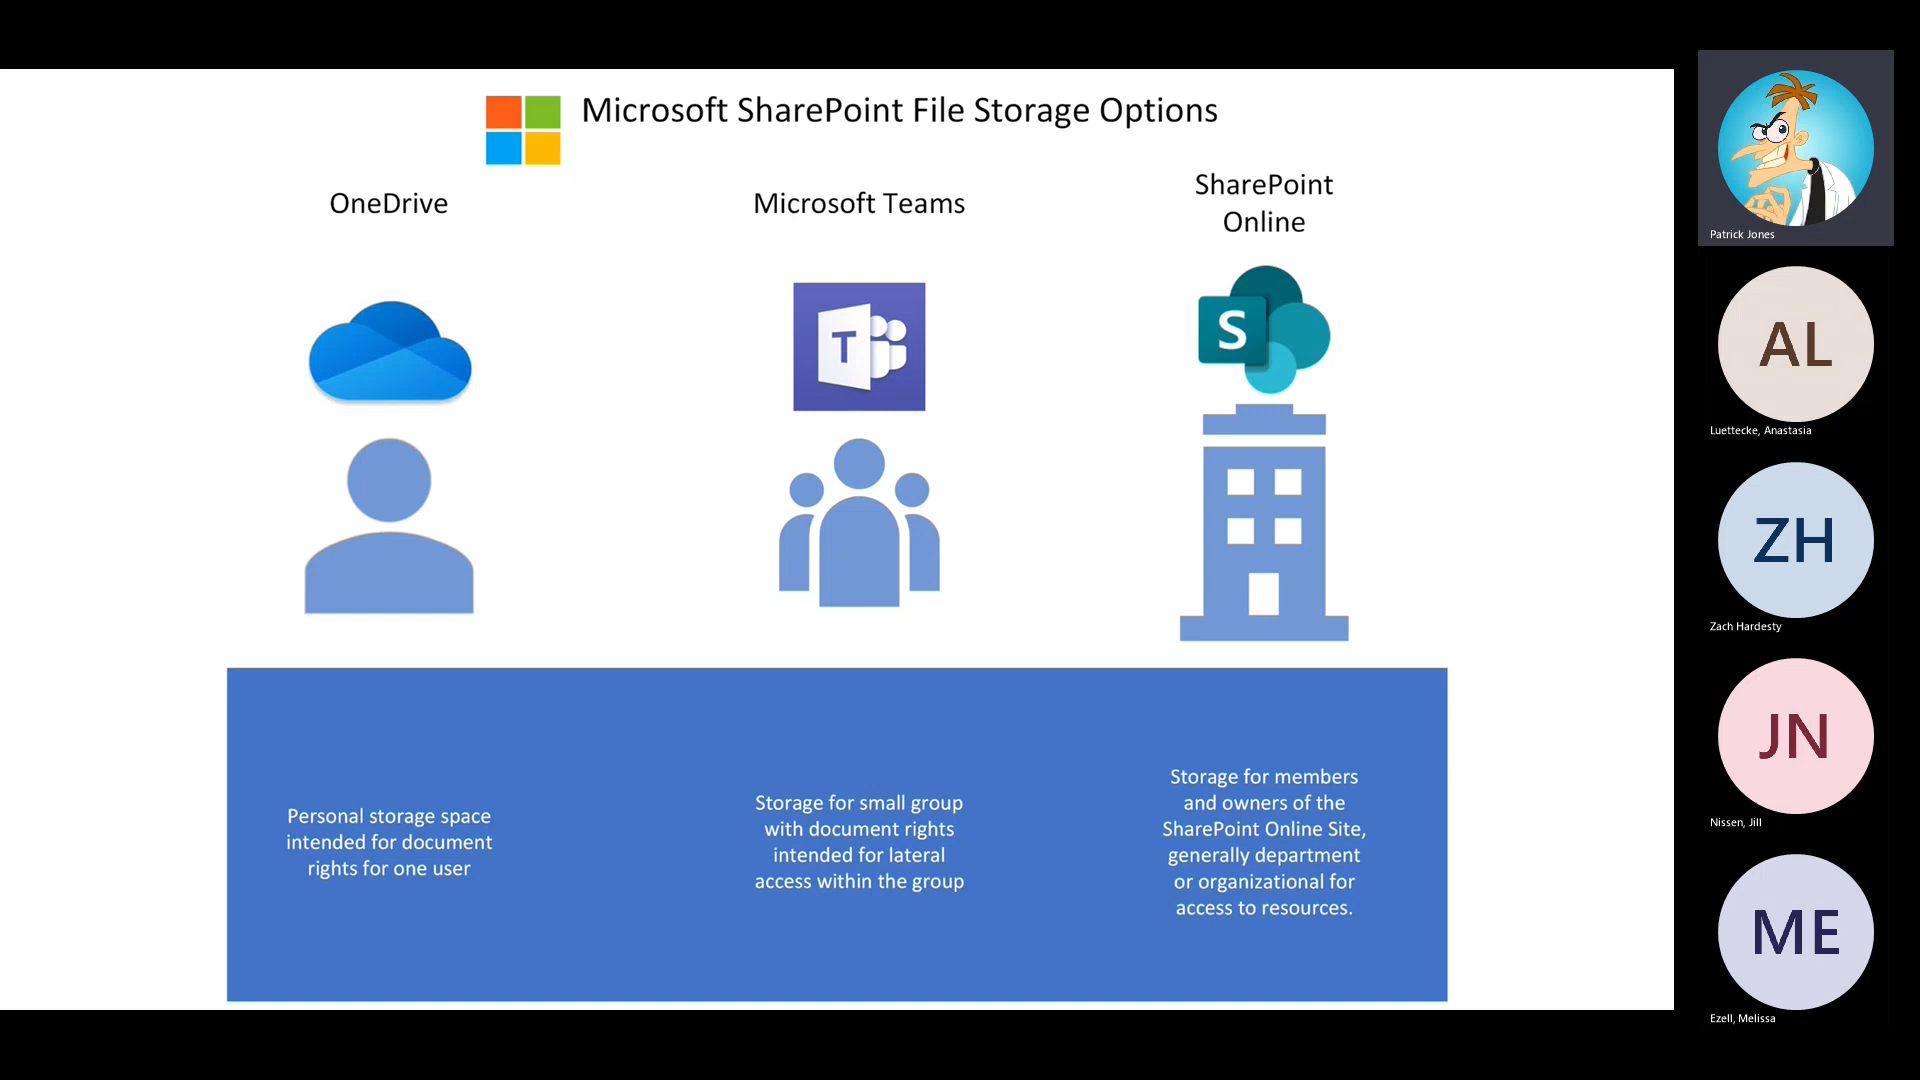 Microsoft SharePoint File Storage Options
OneDrive
Microsoft Teams
SharePoint
Online
T
S
Personal storage space
intended for document
rights for one user
Storage for small group
with document rights
intended for lateral
access within the group
Storage for members
and owners of the
SharePoint Online Site,
generally department
or organizational for
access to resources.
Patrick Jones
AL
Luettecke, Anastasia
ZH
Zach Hardesty
JN
Nissen, Jill
ME
Ezell, Melissa